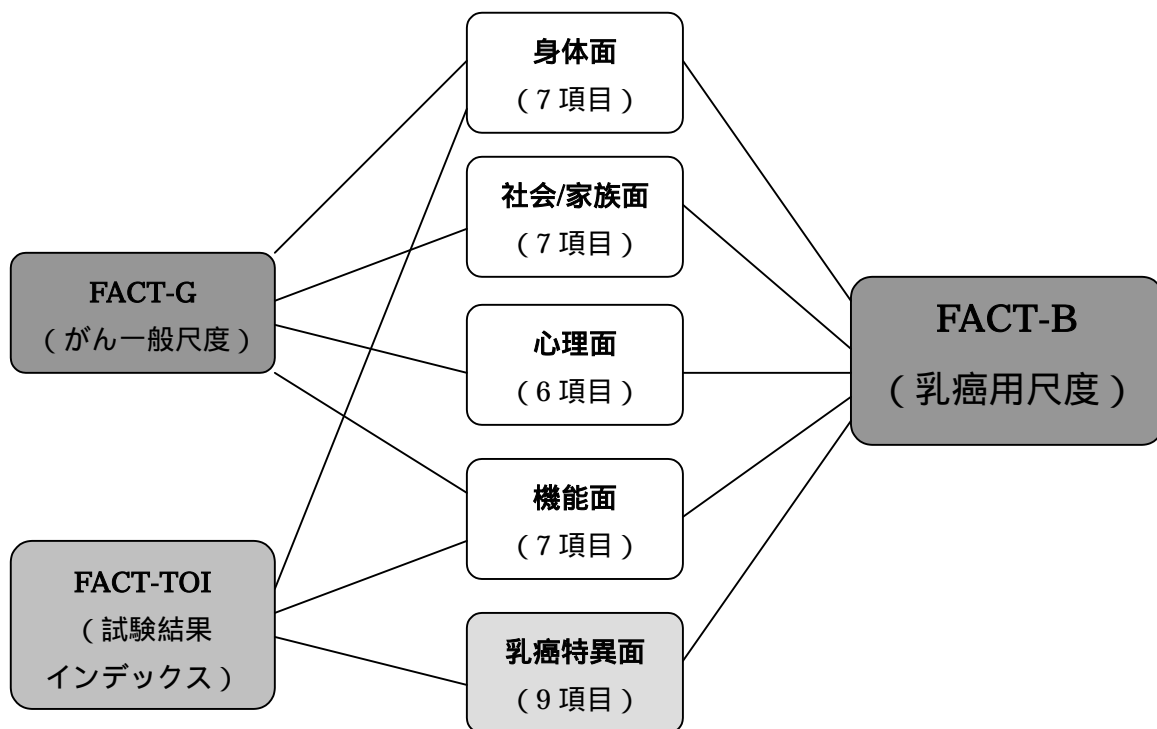 身体面
（7 項目）
社会/家族面
（7 項目）
FACT-G
（がん一般尺度）
心理面
（6 項目）
FACT-B
（乳癌用尺度）
機能面
（7 項目）
FACT-TOI
（試験結果
インデックス）
乳癌特異面
（9 項目）